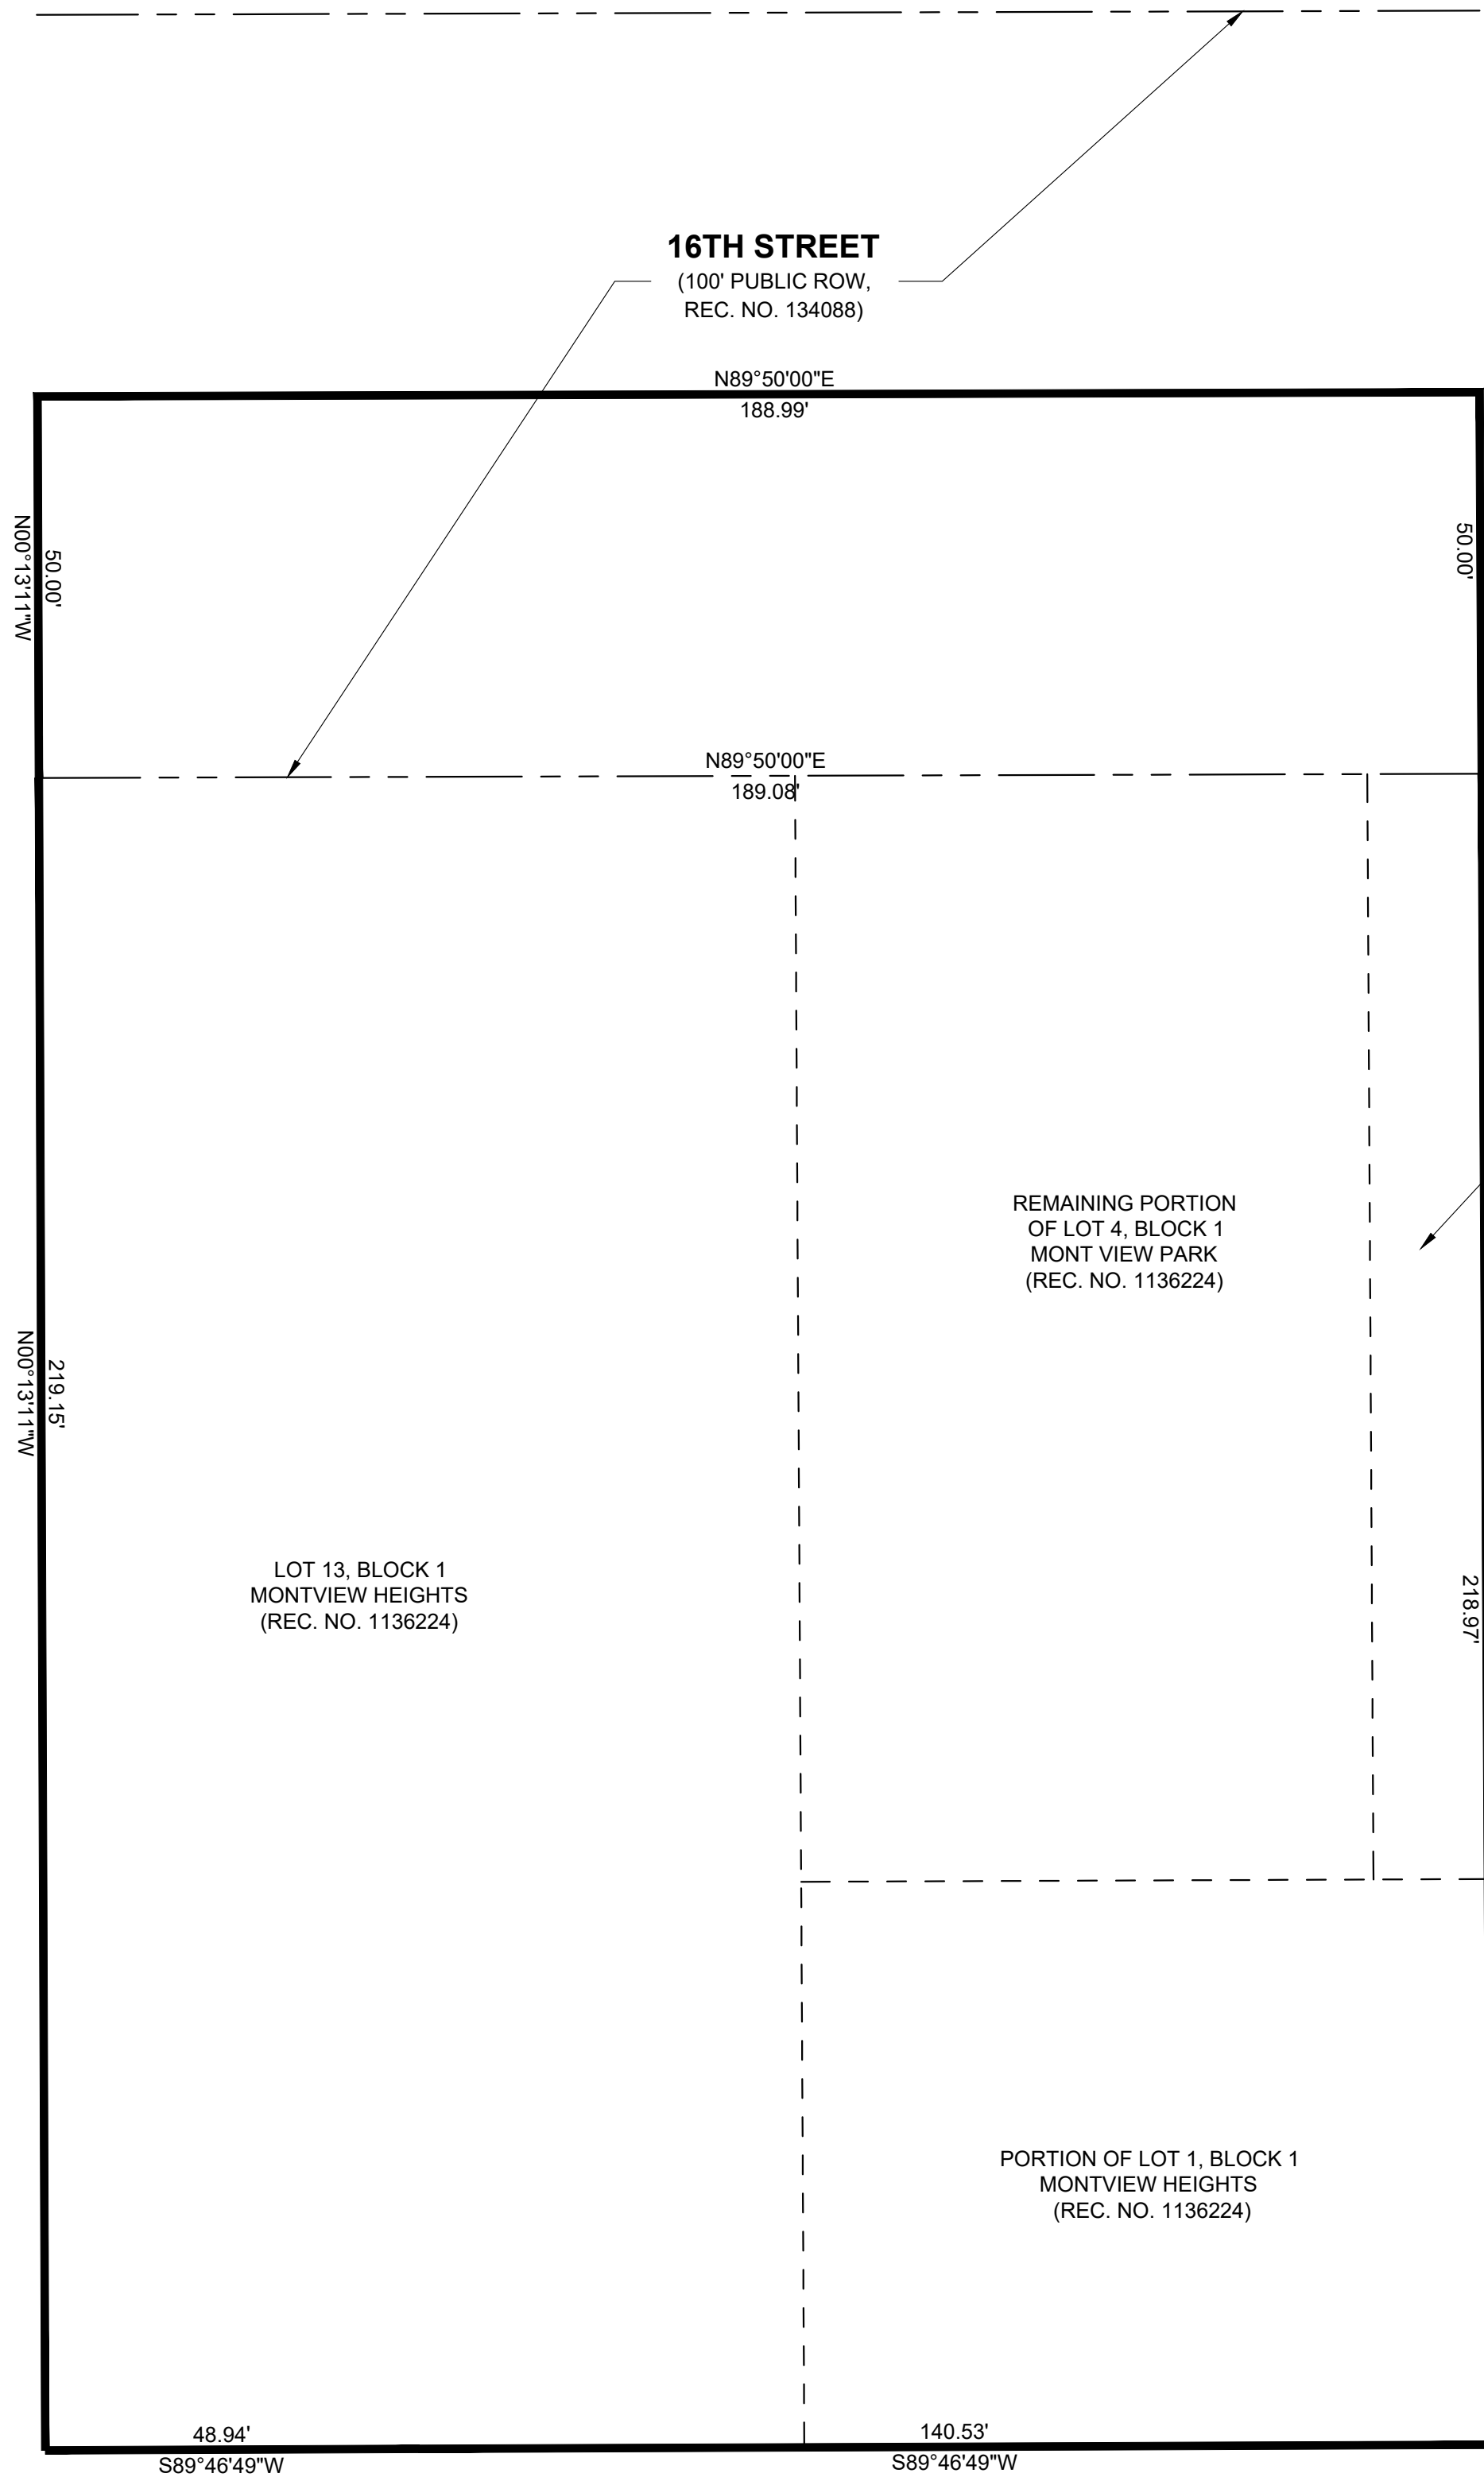 16TH STREET
(100' PUBLIC ROW,
REC. NO. 134088)
N89°50'00"E
188.99'
N00°13'11"W
50.00'
50.00'
N89°50'00"E
189.08'
REMAINING PORTION
OF LOT 4, BLOCK 1
MONT VIEW PARK
(REC. NO. 1136224)
N00°13'11"W
219.15'
LOT 13, BLOCK 1
MONTVIEW HEIGHTS
(REC. NO. 1136224)
218.97'
PORTION OF LOT 1, BLOCK 1
MONTVIEW HEIGHTS
(REC. NO. 1136224)
48.94'
S89°46'49"W
140.53'
S89°46'49"W